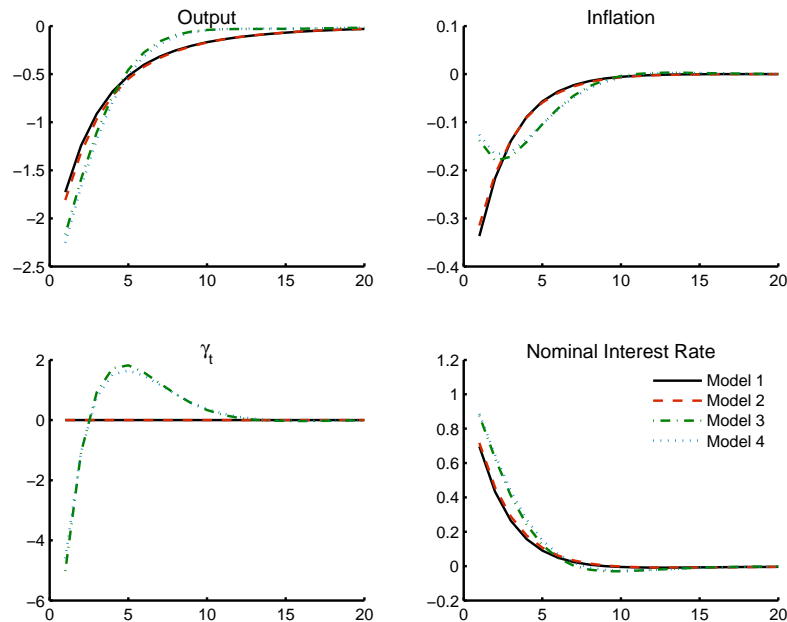 Output
0
−0.5
−1
−1.5
−2
−2.5
0 5 10 15 20
Inflation
0.1
0
−0.1
−0.2
−0.3
−0.4
0 5 10 15 20
γt
2
0
−2
−4
−6
0 5 10 15 20
Nominal Interest Rate
1.2
1
0.8
0.6
0.4
0.2
0
−0.2
0 5 10 15 20
Model 1
Model 2
Model 3
Model 4